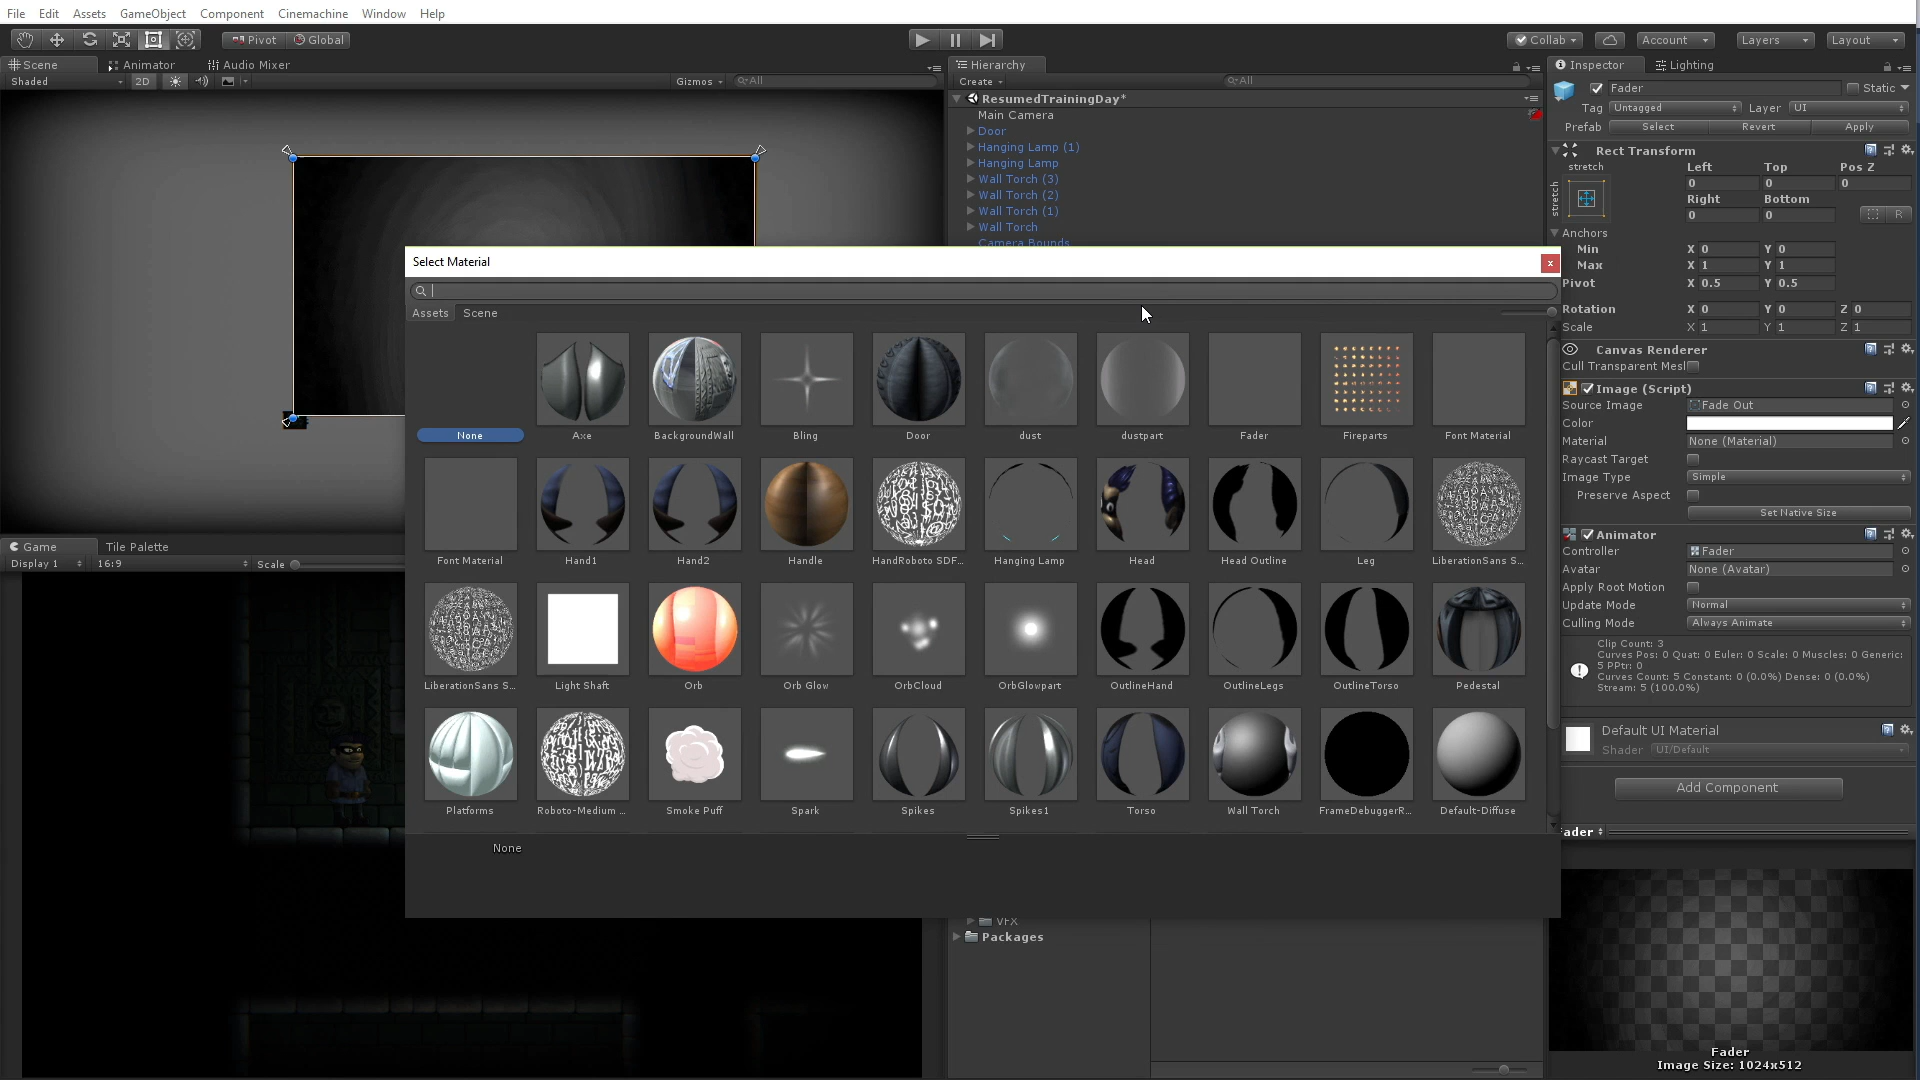 File Edit Assets GameObject Component Cinemachine Window Help
Pivot Global Collab Account Layers Layout
Scene Animator Audio Mixer Hierarchy Inspector Lighting
Shaded 2D Gizmos All Create All
ResumedTrainingDay*
Main Camera
Door
Hanging Lamp (1)
Hanging Lamp
Wall Torch (3)
Wall Torch (2)
Wall Torch (1)
Wall Torch
Camera Bounds
Fader Static
Tag Untagged Layer UI
Prefab Select Revert Apply
Rect Transform
stretch Left Top Pos Z
stretch 0 0 0
Right Bottom
0 0 R
Anchors
Min X 0 Y 0
Max X 1 Y 1
Pivot X 0.5 Y 0.5
Rotation X 0 Y 0 Z 0
Scale X 1 Y 1 Z 1
Canvas Renderer
Cull Transparent Mesl
Image (Script)
Source Image Fade Out
Color
Material None (Material)
Raycast Target
Image Type Simple
Preserve Aspect
Set Native Size
Animator
Controller Fader
Avatar None (Avatar)
Apply Root Motion
Update Mode Normal
Culling Mode Always Animate
Clip Count: 3
Curves Pos: 0 Quat: 0 Euler: 0 Scale: 0 Muscles: 0 Generic:
5 PPtr: 0
Curves Count: 5 Constant: 0 (0.0%) Dense: 0 (0.0%)
Stream: 5 (100.0%)
Default UI Material
Shader UI/Default
Add Component
ader
Fader
Image Size: 1024x512
Select Material
x
Assets Scene
None Axe BackgroundWall Bling Door dust dustpart Fader Fireparts Font Material
Font Material Hand1 Hand2 Handle HandRoboto SDF... Hanging Lamp Head Head Outline Leg LiberationSans S...
LiberationSans S... Light Shaft Orb Orb Glow OrbCloud OrbGlowpart OutlineHand OutlineLegs OutlineTorso Pedestal
Platforms Roboto-Medium ... Smoke Puff Spark Spikes Spikes1 Torso Wall Torch FrameDebuggerR... Default-Diffuse
None
Game Tile Palette
Display 1 16:9 Scale
VFX
Packages